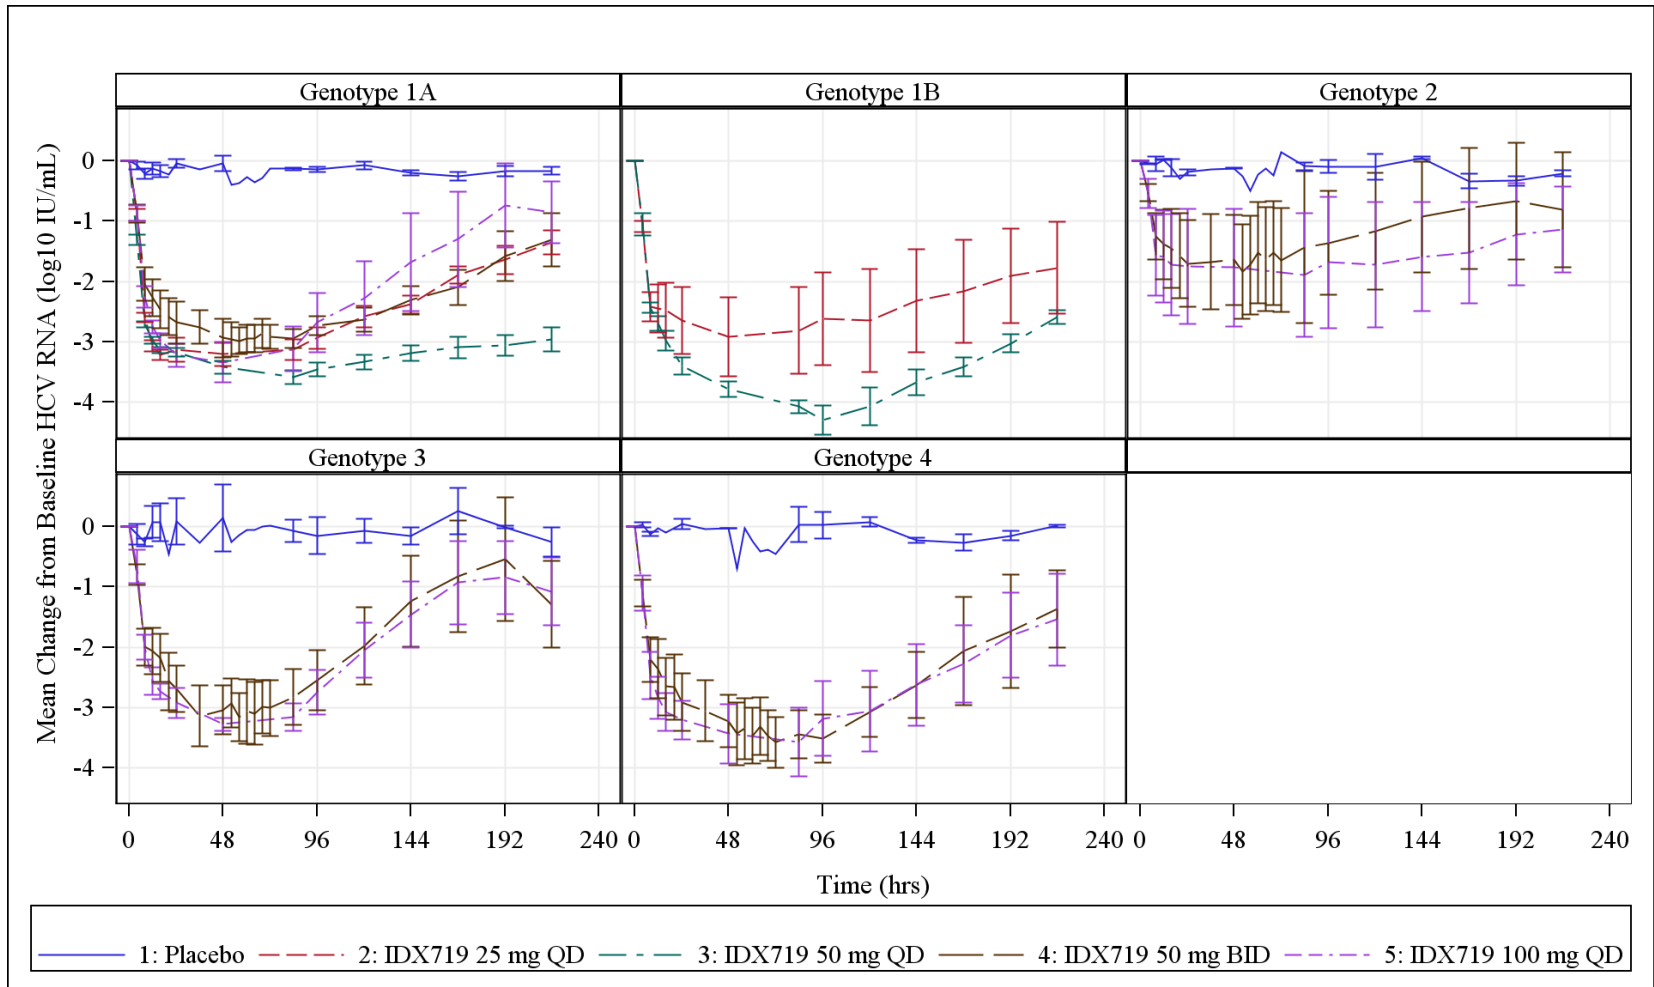 Genotype 1A Genotype 1B Genotype 2
0
-1
-2
-3
-4
Genotype 3 Genotype 4
0
-1
-2
-3
-4
Mean Change from Baseline HCV RNA (log10 IU/mL)
0 48 96 144 192 240 0 48 96 144 192 240 0 48 96 144 192 240
Time (hrs)
1: Placebo 2: IDX719 25 mg QD 3: IDX719 50 mg QD 4: IDX719 50 mg BID 5: IDX719 100 mg QD